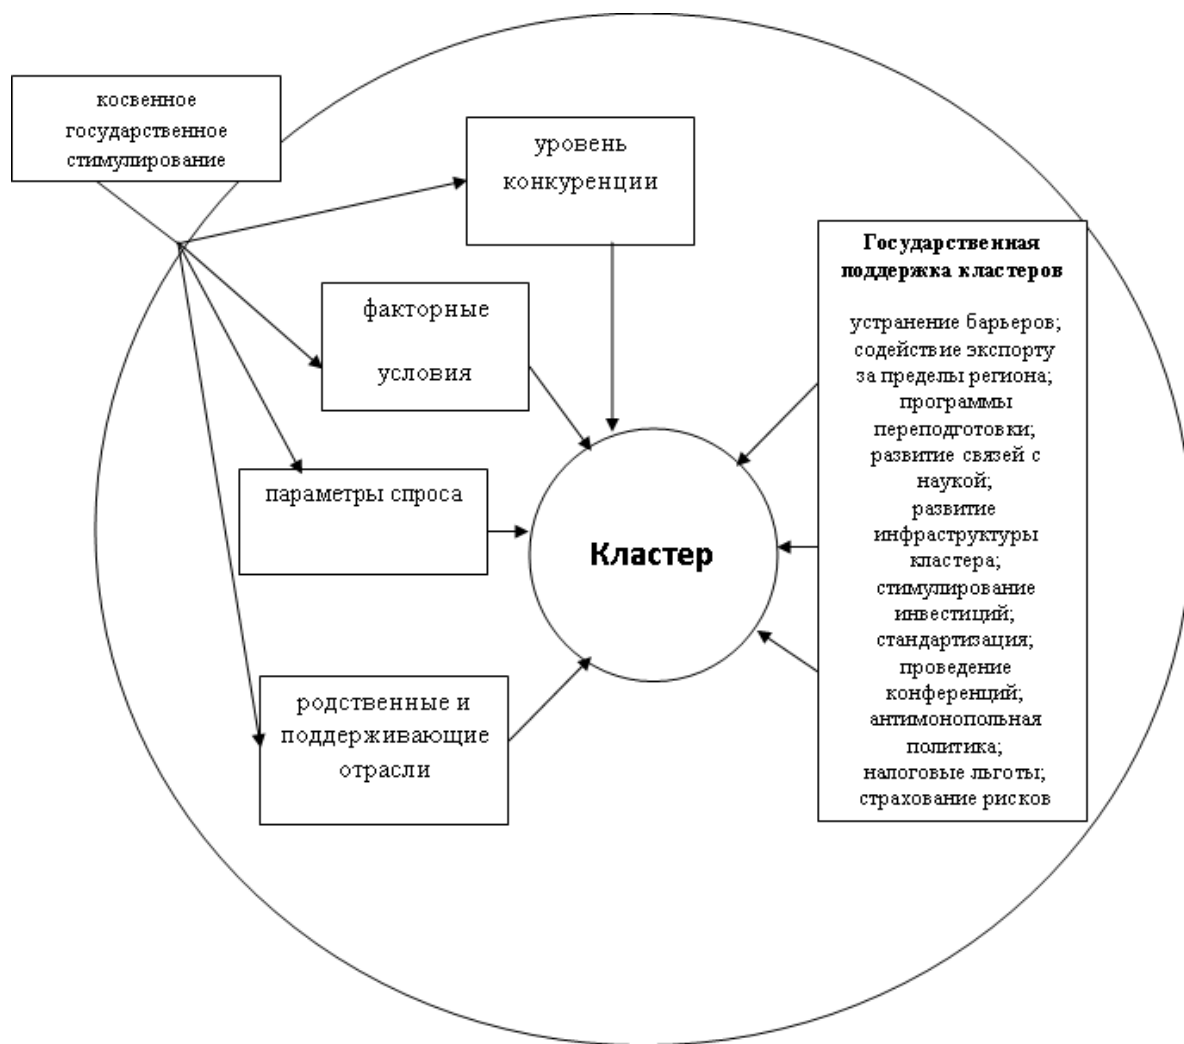 косвенное
государственное
стимулирование
уровень
конкуренции
факторные
условия
параметры спроса
родственные и
поддерживающие
отрасли
Кластер
Государственная
поддержка кластеров
устранение барьеров;
содействие экспорту
за пределы региона;
программы
переподготовки;
развитие связей с
наукой;
развитие
инфраструктуры
кластера;
стимулирование
инвестиций;
стандартизация;
проведение
конференций;
антимонопольная
политика;
налоговые льготы;
страхование рисков